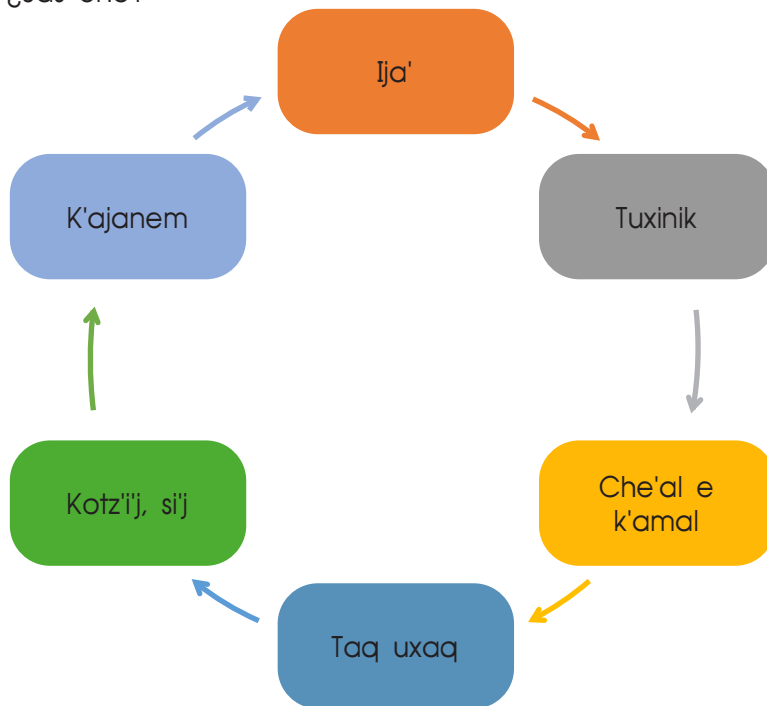 Ija'
Tuxinik
Che'al e
k'amal
Taq uxaq
Kotz'i'j, si'j
K'ajanem